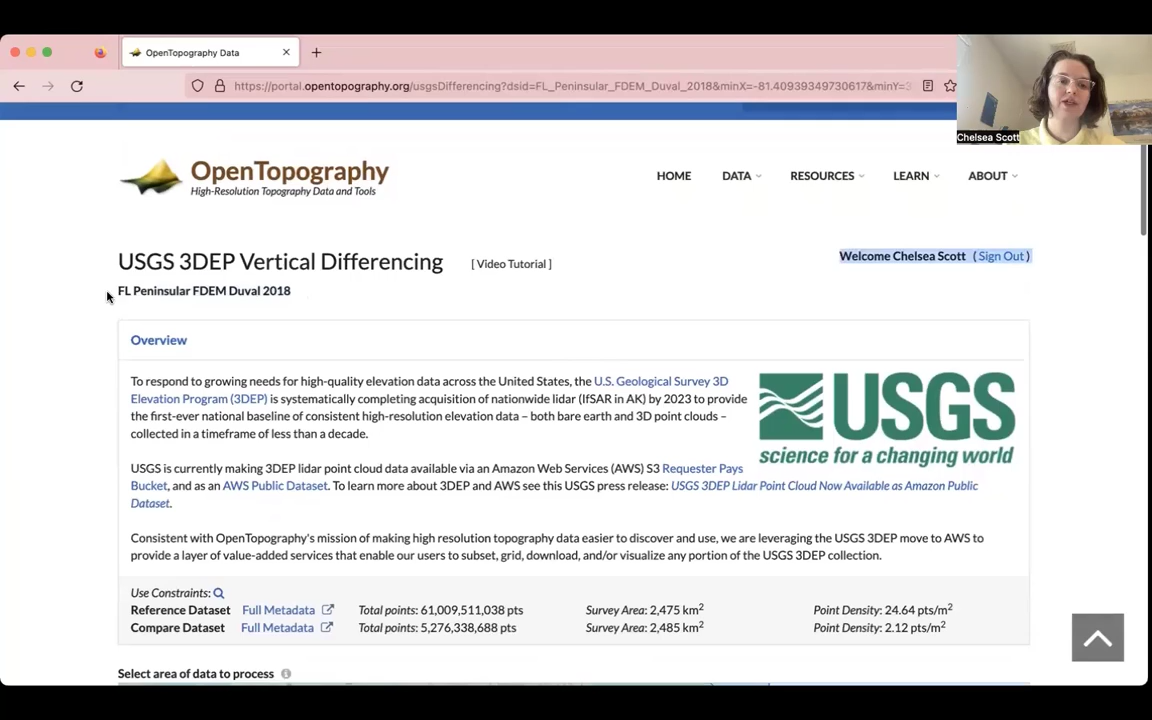 OpenTopography Data
https://portal.opentopography.org/usgsDifferencing?dsid=FL_Peninsular_FDEM_Duval_2018&minX=-81.40939349730617&minY=
Chelsea Scott
OpenTopography
High-Resolution Topography Data and Tools
HOME DATA RESOURCES LEARN ABOUT
USGS 3DEP Vertical Differencing [ Video Tutorial ]
Welcome Chelsea Scott ( Sign Out )
FL Peninsular FDEM Duval 2018
Overview
To respond to growing needs for high-quality elevation data across the United States, the U.S. Geological Survey 3D
Elevation Program (3DEP) is systematically completing acquisition of nationwide lidar (IfSAR in AK) by 2023 to provide
the first-ever national baseline of consistent high-resolution elevation data – both bare earth and 3D point clouds –
collected in a timeframe of less than a decade.
USGS
science for a changing world
USGS is currently making 3DEP lidar point cloud data available via an Amazon Web Services (AWS) S3 Requester Pays
Bucket, and as an AWS Public Dataset. To learn more about 3DEP and AWS see this USGS press release: USGS 3DEP Lidar Point Cloud Now Available as Amazon Public
Dataset.
Consistent with OpenTopography's mission of making high resolution topography data easier to discover and use, we are leveraging the USGS 3DEP move to AWS to
provide a layer of value-added services that enable our users to subset, grid, download, and/or visualize any portion of the USGS 3DEP collection.
Use Constraints:
Reference Dataset Full Metadata Total points: 61,009,511,038 pts Survey Area: 2,475 km² Point Density: 24.64 pts/m²
Compare Dataset Full Metadata Total points: 5,276,338,688 pts Survey Area: 2,485 km² Point Density: 2.12 pts/m²
Select area of data to process